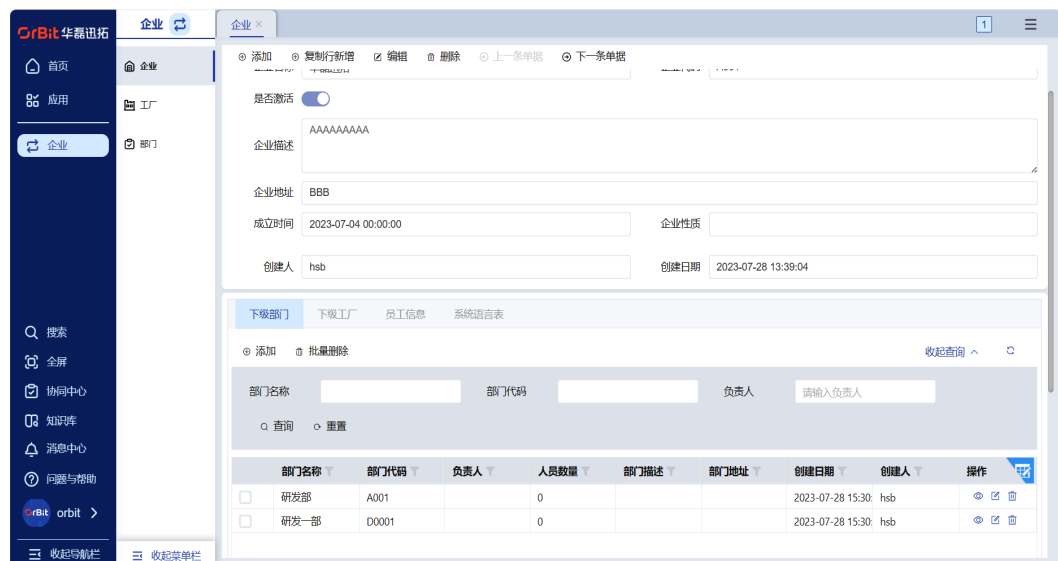 OrBit 华磊迅拓
首页
应用
企业
搜索
全屏
协同中心
知识库
消息中心
问题与帮助
OrBit orbit
收起导航栏
企业
企业
工厂
部门
收起菜单栏
企业 × 1
添加 复制行新增 编辑 删除 上一条单据 下一条单据
是否激活
企业描述 AAAAAAAAA
企业地址 BBB
成立时间 2023-07-04 00:00:00 企业性质
创建人 hsb 创建日期 2023-07-28 13:39:04
下级部门 下级工厂 员工信息 系统语言表
添加 批量删除 收起查询
部门名称 部门代码 负责人 请输入负责人
查询 重置
部门名称 部门代码 负责人 人员数量 部门描述 部门地址 创建日期 创建人 操作
研发部 A001 0 2023-07-28 15:30: hsb
研发一部 D0001 0 2023-07-28 15:30: hsb